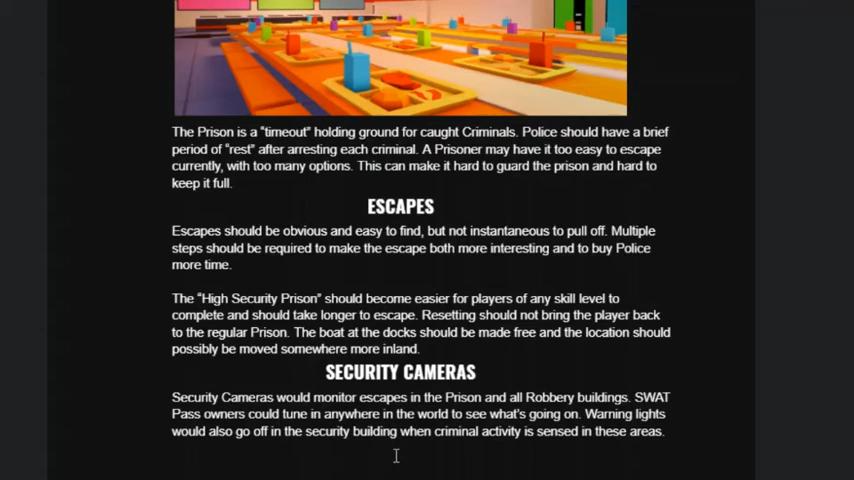 The Prison is a “timeout” holding ground for caught Criminals. Police should have a brief
period of “rest” after arresting each criminal. A Prisoner may have it too easy to escape
currently, with too many options. This can make it hard to guard the prison and hard to
keep it full.
ESCAPES
Escapes should be obvious and easy to find, but not instantaneous to pull off. Multiple
steps should be required to make the escape both more interesting and to buy Police
more time.
The “High Security Prison” should become easier for players of any skill level to
complete and should take longer to escape. Resetting should not bring the player back
to the regular Prison. The boat at the docks should be made free and the location should
possibly be moved somewhere more inland.
SECURITY CAMERAS
Security Cameras would monitor escapes in the Prison and all Robbery buildings. SWAT
Pass owners could tune in anywhere in the world to see what’s going on. Warning lights
would also go off in the security building when criminal activity is sensed in these areas.